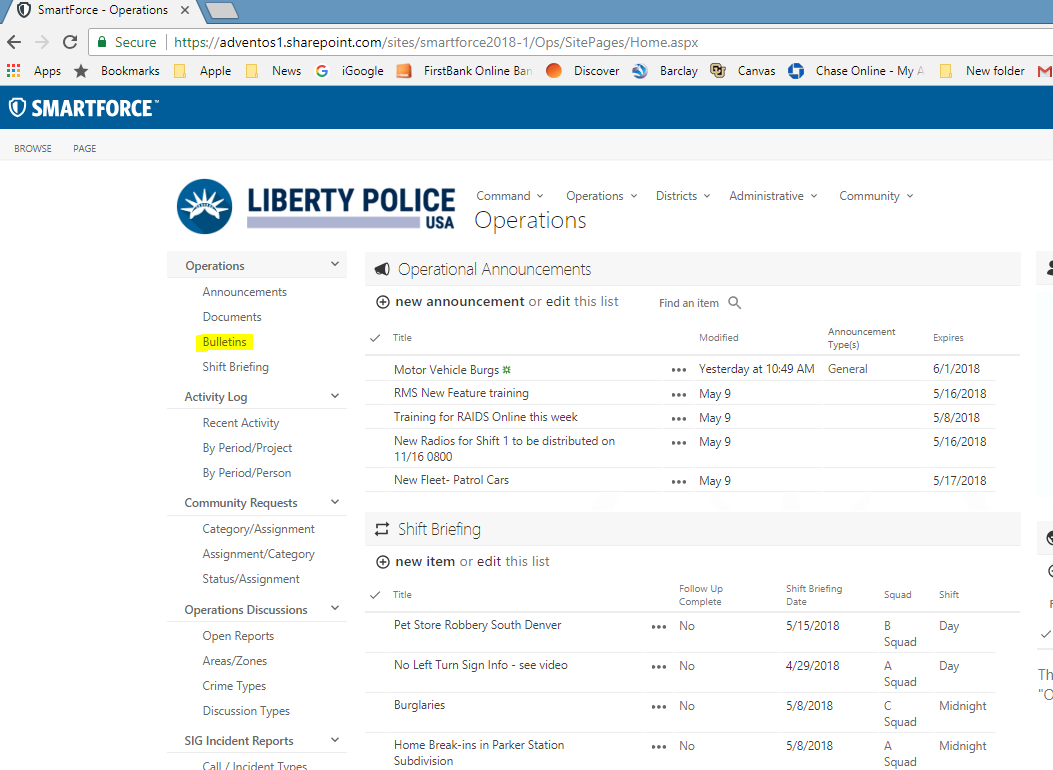 SmartForce - Operations
Secure https://adventos1.sharepoint.com/sites/smartforce2018-1/Ops/SitePages/Home.aspx
Apps Bookmarks Apple News iGoogle FirstBank Online Ban Discover Barclay Canvas Chase Online - My A New folder
SMARTFORCE™
BROWSE PAGE
LIBERTY POLICE
USA
Command Operations Districts Administrative Community
Operations
Operations
Announcements
Documents
Bulletins
Shift Briefing
Activity Log
Recent Activity
By Period/Project
By Period/Person
Community Requests
Category/Assignment
Assignment/Category
Status/Assignment
Operations Discussions
Open Reports
Areas/Zones
Crime Types
Discussion Types
SIG Incident Reports
Call / Incident Types
Operational Announcements
new announcement or edit this list Find an item
Title Modified Announcement Type(s) Expires
Motor Vehicle Burgs Yesterday at 10:49 AM General 6/1/2018
RMS New Feature training May 9 5/16/2018
Training for RAIDS Online this week May 9 5/8/2018
New Radios for Shift 1 to be distributed on May 9 5/16/2018
11/16 0800
New Fleet- Patrol Cars May 9 5/17/2018
Shift Briefing
new item or edit this list
Title Follow Up Complete Shift Briefing Date Squad Shift
Pet Store Robbery South Denver No 5/15/2018 B Squad Day
No Left Turn Sign Info - see video No 4/29/2018 A Squad Day
Burglaries No 5/8/2018 C Squad Midnight
Home Break-ins in Parker Station No 5/8/2018 A Squad Midnight
Subdivision
Th
"O